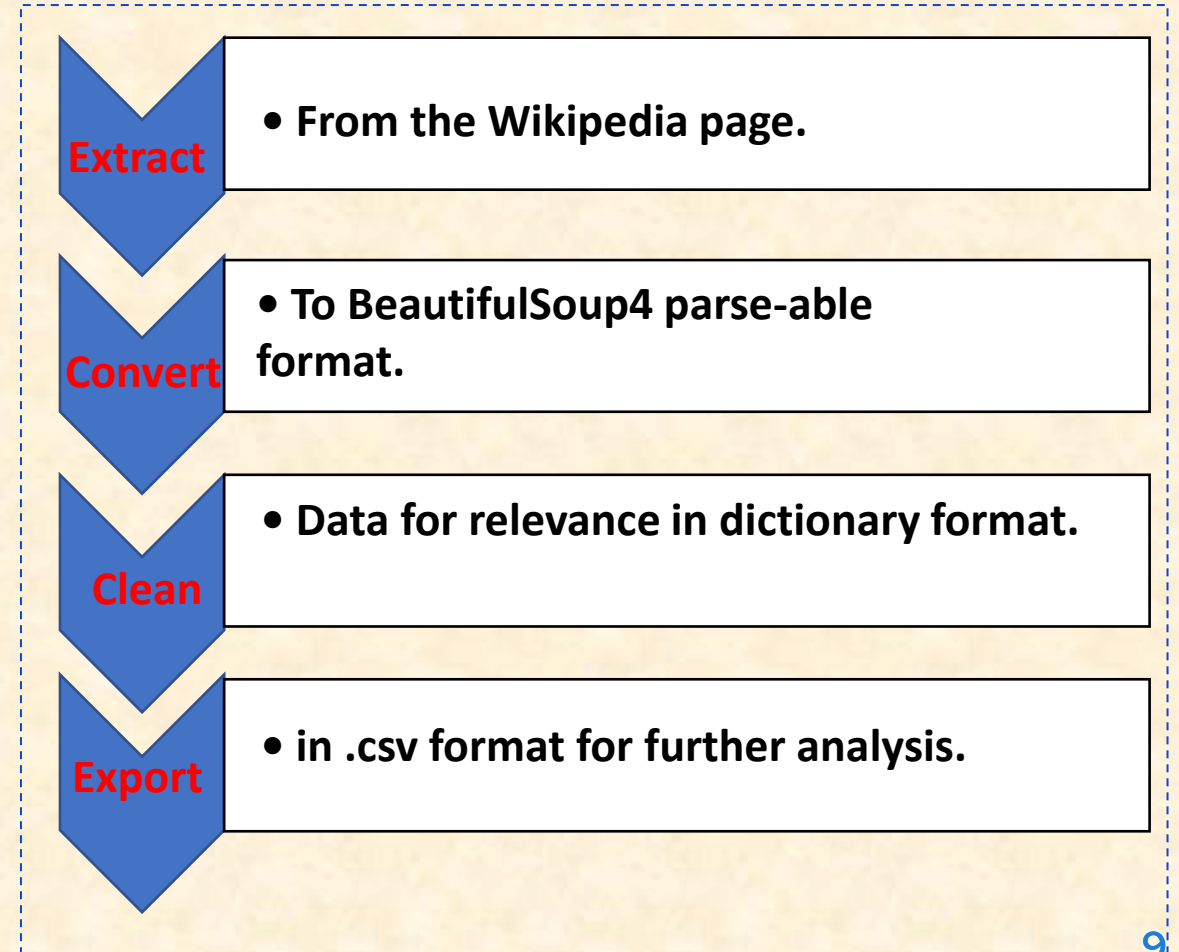 Extract
• From the Wikipedia page.
Convert
• To BeautifulSoup4 parse-able
format.
Clean
• Data for relevance in dictionary format.
Export
• in .csv format for further analysis.
9